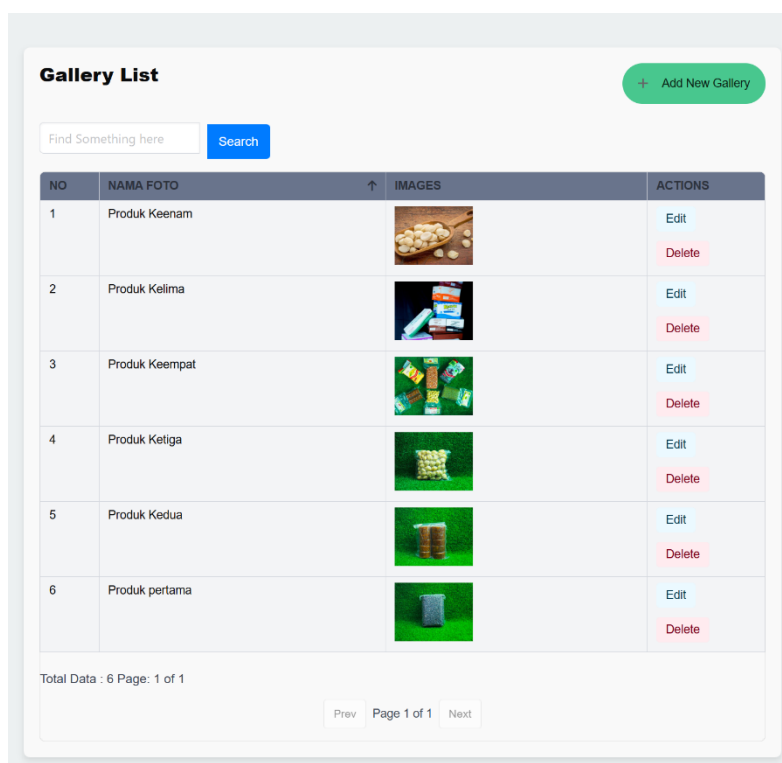 Gallery List
+ Add New Gallery
Find Something here Search
NO NAMA FOTO ↑ IMAGES ACTIONS
1 Produk Keenam Edit
Delete
2 Produk Kelima Edit
Delete
3 Produk Keempat Edit
Delete
4 Produk Ketiga Edit
Delete
5 Produk Kedua Edit
Delete
6 Produk pertama Edit
Delete
Total Data : 6 Page: 1 of 1
Prev Page 1 of 1 Next